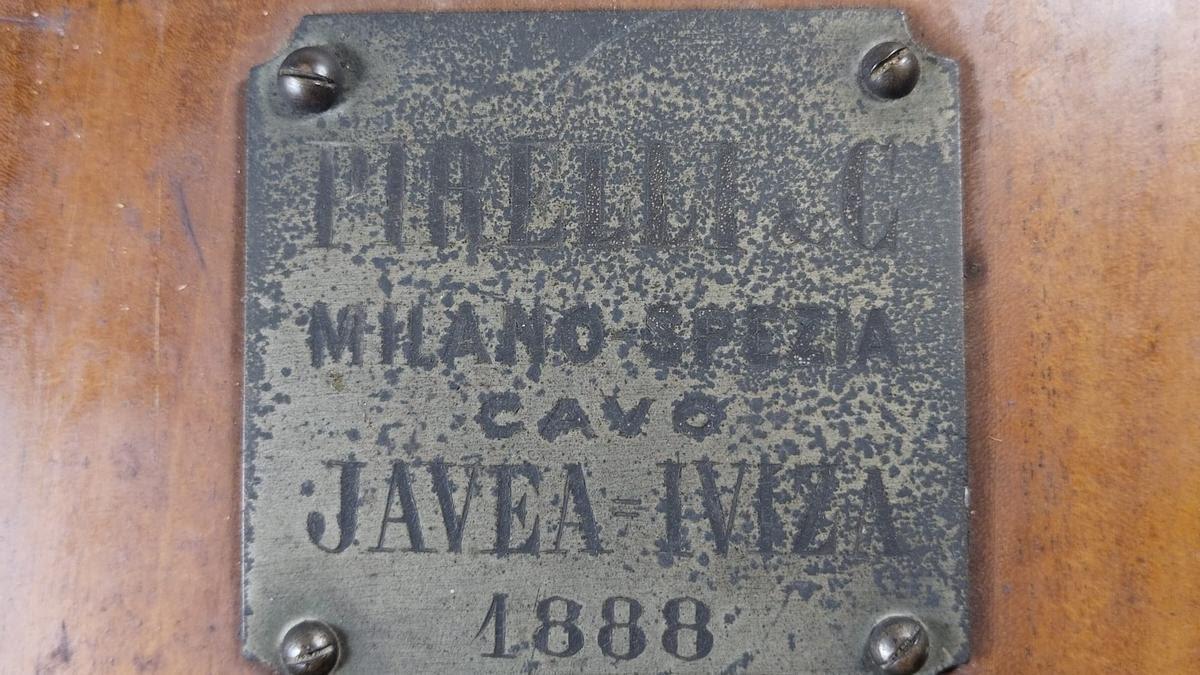 PIRELLI & C
MILANO-SPEZIA
CAVO
JAVEA=IVIZA
1888